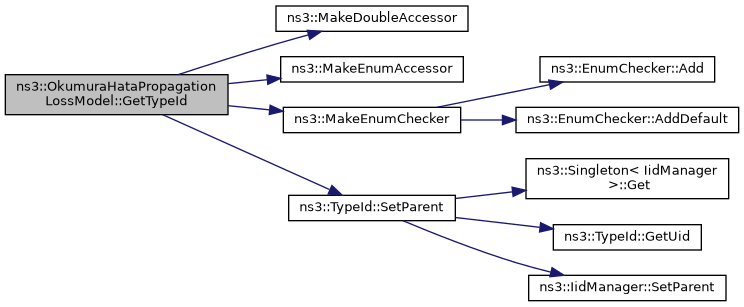 ns3::MakeDoubleAccessor
ns3::MakeEnumAccessor
ns3::EnumChecker::Add
ns3::OkumuraHataPropagation
LossModel::GetTypeId
ns3::MakeEnumChecker
ns3::EnumChecker::AddDefault
ns3::Singleton< IidManager
>::Get
ns3::TypeId::SetParent
ns3::TypeId::GetUid
ns3::IidManager::SetParent